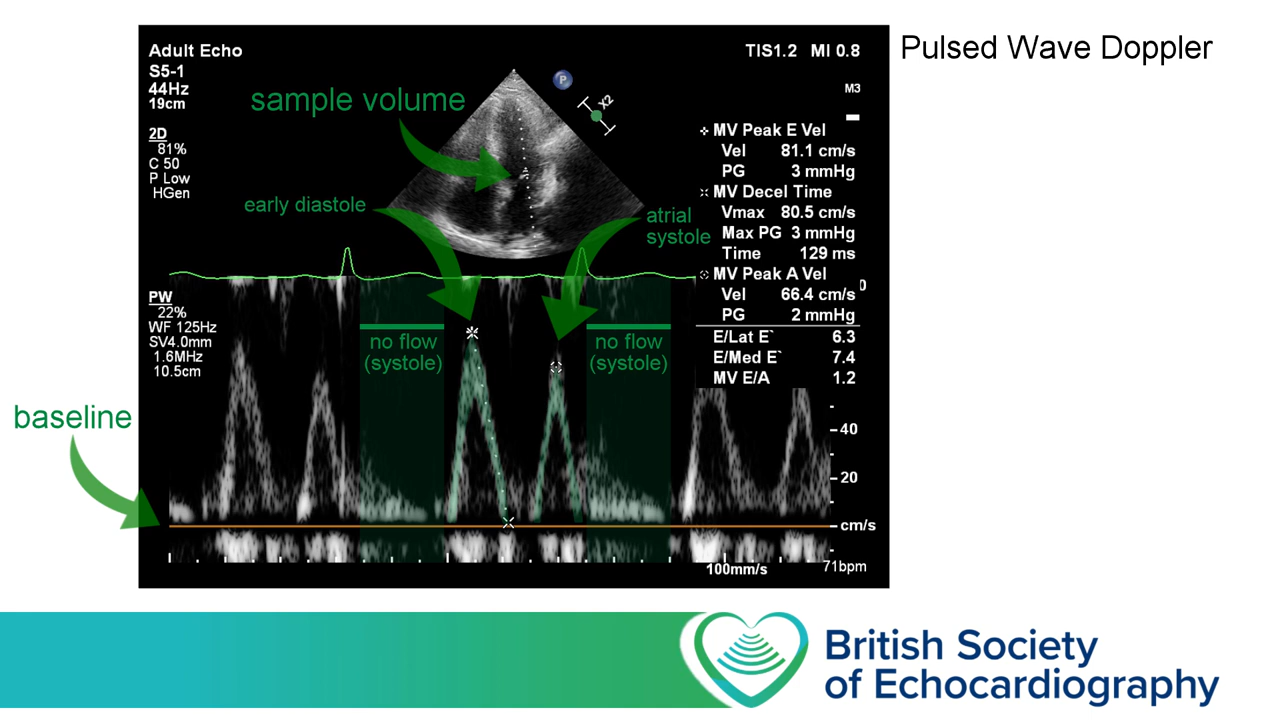 Pulsed Wave Doppler
Adult Echo
TIS1.2 MI 0.8
S5-1
44Hz
19cm
M3
sample volume
X2
P
2D
81%
C 50
P Low
HGen
early diastole
atrial
systole
MV Peak E Vel
Vel 81.1 cm/s
PG 3 mmHg
MV Decel Time
Vmax 80.5 cm/s
Max PG 3 mmHg
Time 129 ms
MV Peak A Vel
Vel 66.4 cm/s
PG 2 mmHg
E/Lat E` 6.3
E/Med E` 7.4
MV E/A 1.2
PW
22%
WF 125Hz
SV4.0mm
1.6MHz
10.5cm
no flow
(systole)
no flow
(systole)
baseline
40
20
cm/s
100mm/s
71bpm
British Society
of Echocardiography